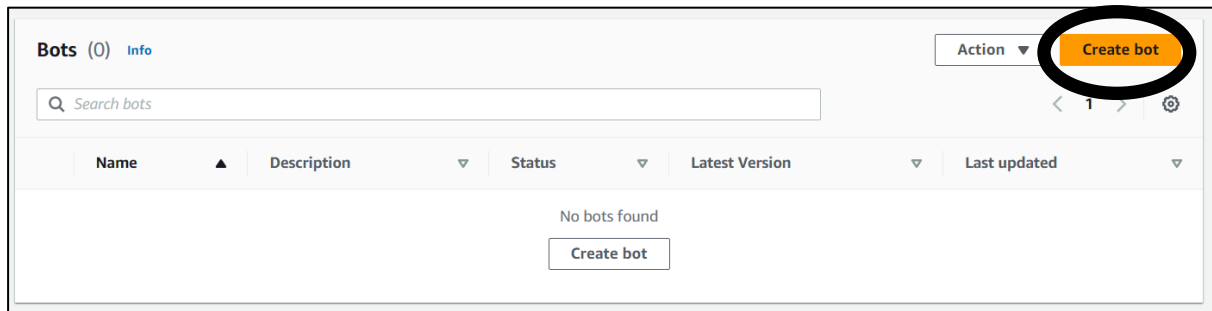 Bots (0) Info
Action Create bot
Search bots
1
Name Description Status Latest Version Last updated
No bots found
Create bot